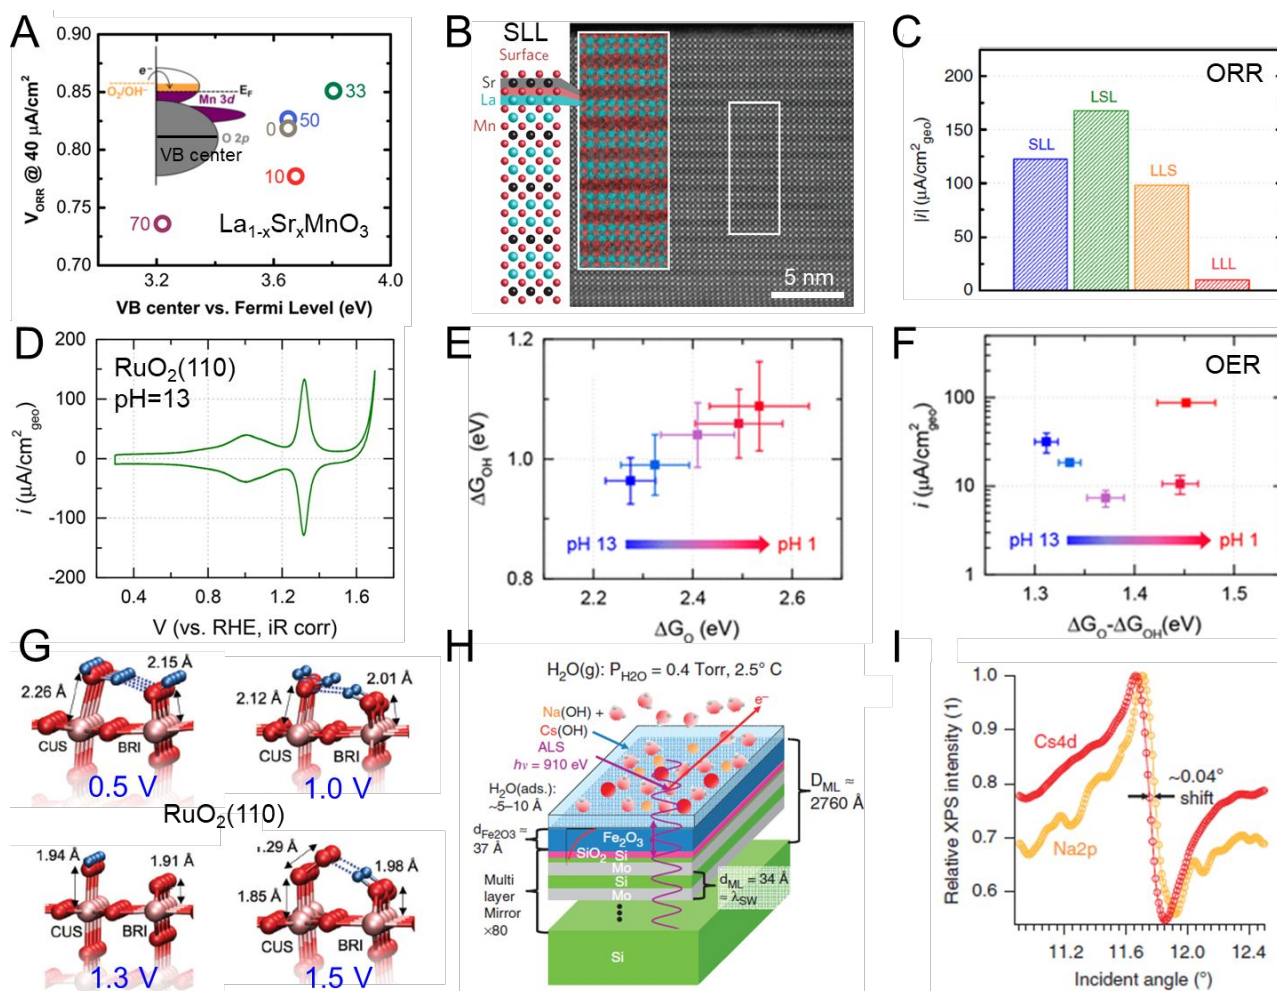 A
V_ORR @ 40 µA/cm²
0.90
0.85
0.80
0.75
0.70
3.2
3.6
4.0
VB center vs. Fermi Level (eV)
e⁻
O₂/OH⁻
E_F
Mn 3d
O 2p
VB center
33
50
0
10
70
La₁₋ₓSrₓMnO₃
B
SLL
Surface
Sr
La
Mn
5 nm
C
ORR
|i| (µA/cm²_geo)
200
150
100
50
0
SLL
LSL
LLS
LLL
D
RuO₂(110)
pH=13
i (µA/cm²_geo)
200
100
0
-100
-200
0.4
0.8
1.2
1.6
V (vs. RHE, iR corr)
E
ΔG_OH (eV)
1.2
1.0
0.8
pH 13
pH 1
2.2
2.4
2.6
ΔG_O (eV)
F
OER
i (µA/cm²_geo)
100
10
1
pH 13
pH 1
1.3
1.4
1.5
ΔG_O-ΔG_OH(eV)
G
2.15 Å
2.26 Å
CUS
BRI
0.5 V
2.01 Å
2.12 Å
CUS
BRI
1.0 V
RuO₂(110)
1.94 Å
1.91 Å
CUS
BRI
1.3 V
.29 Å
1.98 Å
1.85 Å
CUS
BRI
1.5 V
H
H₂O(g): P_H2O = 0.4 Torr, 2.5° C
e⁻
Na(OH) +
Cs(OH)
ALS
hν = 910 eV
H₂O(ads.):
~5–10 Å
D_ML ≈
2760 Å
d_Fe2O3 ≈
37 Å
Fe₂O₃
SiO₂
Si
Mo
Si
Mo
d_ML = 34 Å
≈ λ_SW
Multi
layer
Mirror
×80
Si
I
Relative XPS intensity (1)
1.0
0.9
0.8
0.7
0.6
Cs4d
Na2p
~0.04°
shift
11.2
11.6
12.0
12.4
Incident angle (°)